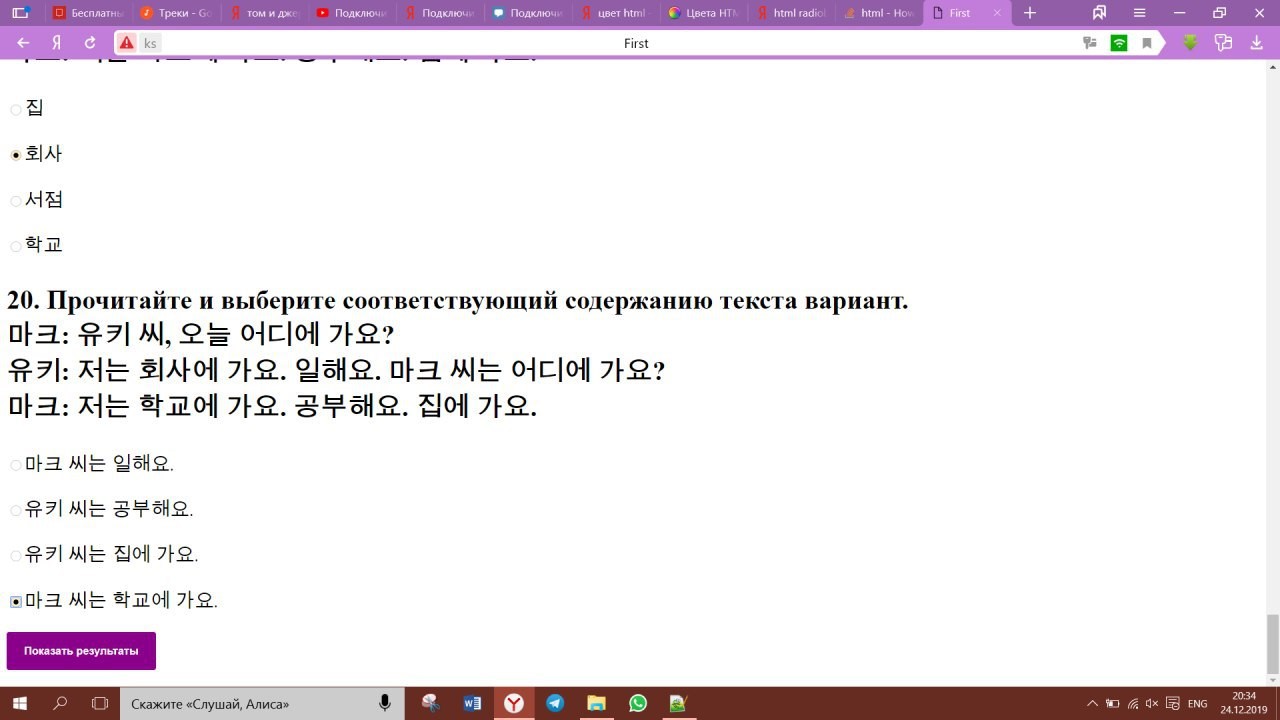 Бесплатны
Треки - Go
том и дже
Подключи
Подключи
Подключи
цвет html -
Цвета HTM
html radiol
html - How
First
Я
ks
First
집
회사
서점
학교
20. Прочитайте и выберите соответствующий содержанию текста вариант.
마크: 유키 씨, 오늘 어디에 가요?
유키: 저는 회사에 가요. 일해요. 마크 씨는 어디에 가요?
마크: 저는 학교에 가요. 공부해요. 집에 가요.
마크 씨는 일해요.
유키 씨는 공부해요.
유키 씨는 집에 가요.
마크 씨는 학교에 가요.
Показать результаты
Скажите «Слушай, Алиса»
ENG
20:34
24.12.2019